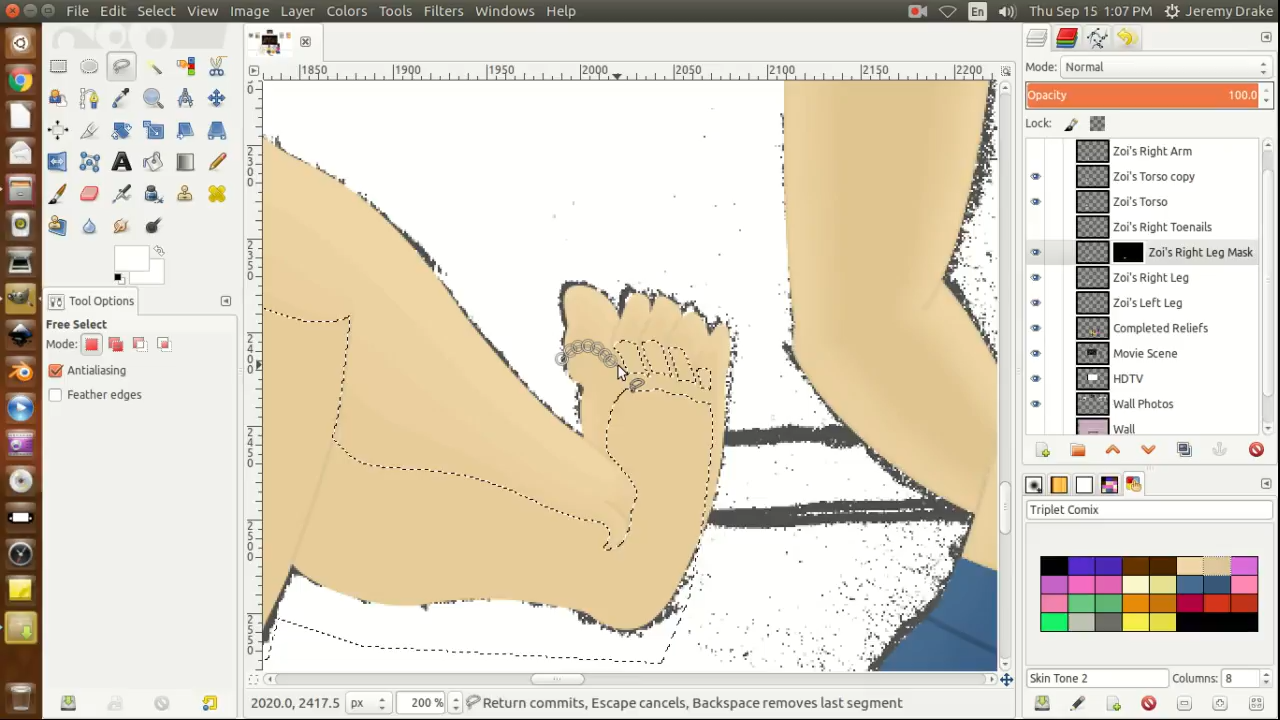 File Edit Select View Image Layer Colors Tools Filters Windows Help
En Thu Sep 15 1:07 PM Jeremy Drake
1850 1900 1950 2000 2050 2100 2150 2200
Mode: Normal
Opacity 100.0
Lock:
Zoi's Right Arm
Zoi's Torso copy
Zoi's Torso
Zoi's Right Toenails
Zoi's Right Leg Mask
Zoi's Right Leg
Zoi's Left Leg
Completed Reliefs
Movie Scene
HDTV
Wall Photos
Wall
Tool Options
Free Select
Mode:
Antialiasing
Feather edges
Triplet Comix
Skin Tone 2 Columns: 8
2020.0, 2417.5 px 200 % Return commits, Escape cancels, Backspace removes last segment